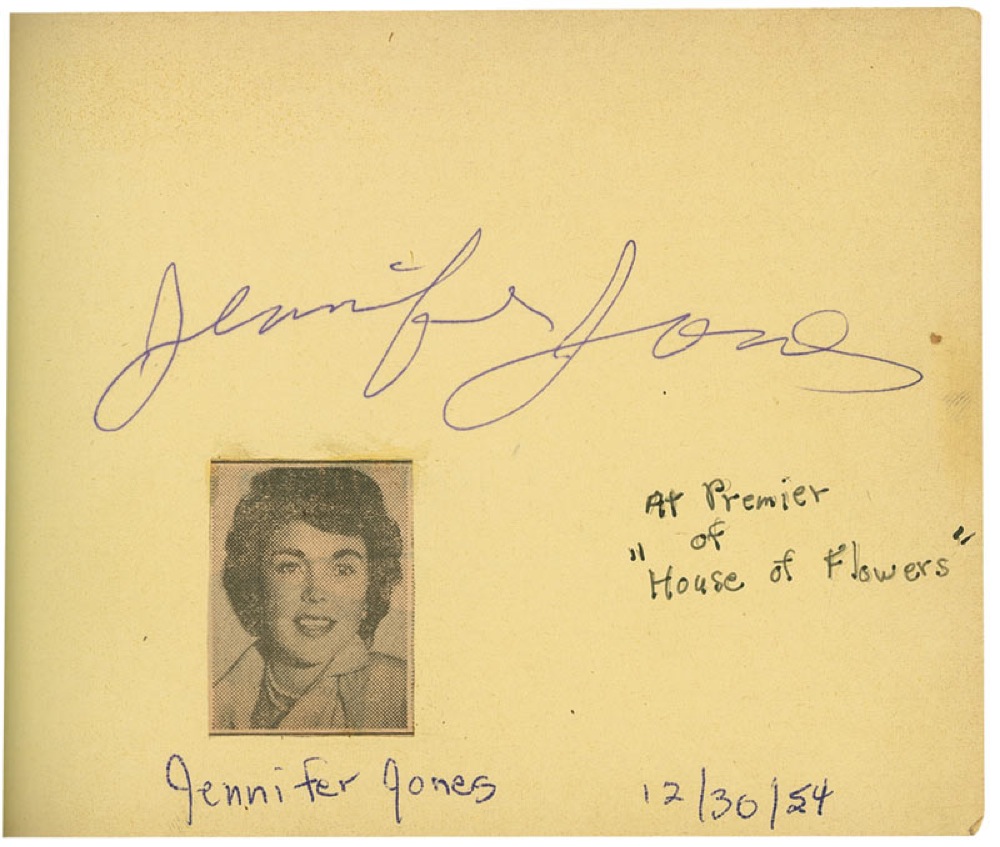 Jennifer Jones
At Premier
of
"House of Flowers"
Jennifer Jones
12/30/54